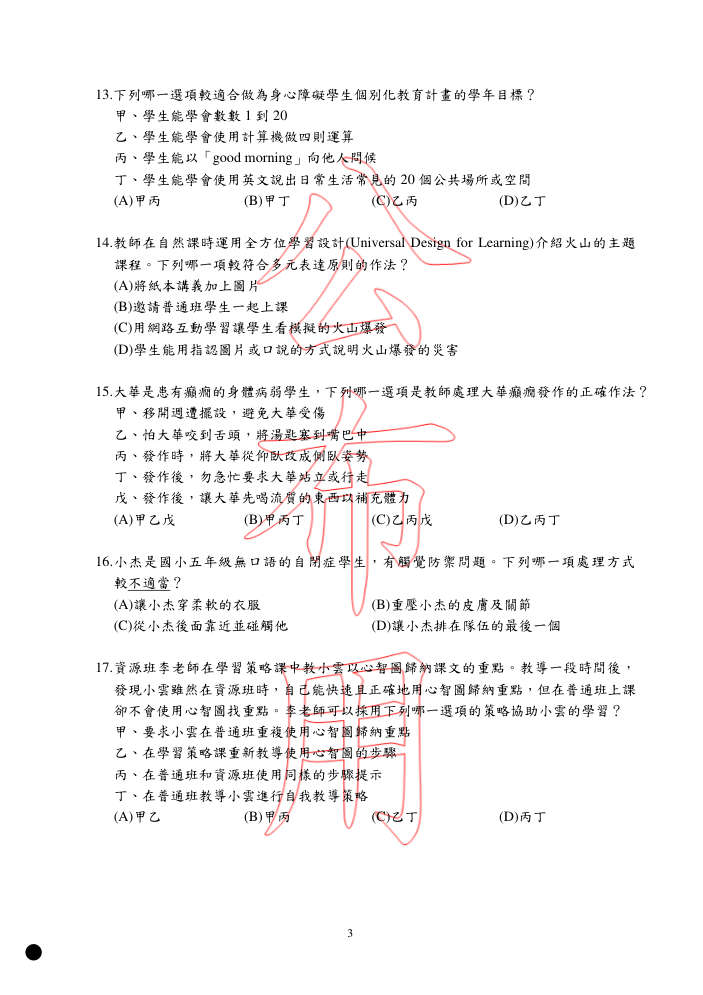 13.下列哪一選項較適合做為身心障礙學生個別化教育計畫的學年目標？
甲、學生能學會數數 1 到 20
乙、學生能學會使用計算機做四則運算
丙、學生能以「good morning」向他人問候
丁、學生能學會使用英文說出日常生活常見的 20 個公共場所或空間
(A)甲丙 (B)甲丁 (C)乙丙 (D)乙丁
14.教師在自然課時運用全方位學習設計(Universal Design for Learning)介紹火山的主題
課程。下列哪一項較符合多元表達原則的作法？
(A)將紙本講義加上圖片
(B)邀請普通班學生一起上課
(C)用網路互動學習讓學生看模擬的火山爆發
(D)學生能用指認圖片或口說的方式說明火山爆發的災害
15.大華是患有癲癇的身體病弱學生，下列哪一選項是教師處理大華癲癇發作的正確作法？
甲、移開週遭擺設，避免大華受傷
乙、怕大華咬到舌頭，將湯匙塞到嘴巴中
丙、發作時，將大華從仰臥改成側臥姿勢
丁、發作後，勿急忙要求大華站立或行走
戊、發作後，讓大華先喝流質的東西以補充體力
(A)甲乙戊 (B)甲丙丁 (C)乙丙戊 (D)乙丙丁
16.小杰是國小五年級無口語的自閉症學生，有觸覺防禦問題。下列哪一項處理方式
較不適當？
(A)讓小杰穿柔軟的衣服 (B)重壓小杰的皮膚及關節
(C)從小杰後面靠近並碰觸他 (D)讓小杰排在隊伍的最後一個
17.資源班李老師在學習策略課中教小雲以心智圖歸納課文的重點。教導一段時間後，
發現小雲雖然在資源班時，自己能快速且正確地用心智圖歸納重點，但在普通班上課
卻不會使用心智圖找重點。李老師可以採用下列哪一選項的策略協助小雲的學習？
甲、要求小雲在普通班重複使用心智圖歸納重點
乙、在學習策略課重新教導使用心智圖的步驟
丙、在普通班和資源班使用同樣的步驟提示
丁、在普通班教導小雲進行自我教導策略
(A)甲乙 (B)甲丙 (C)乙丁 (D)丙丁
公布用
3